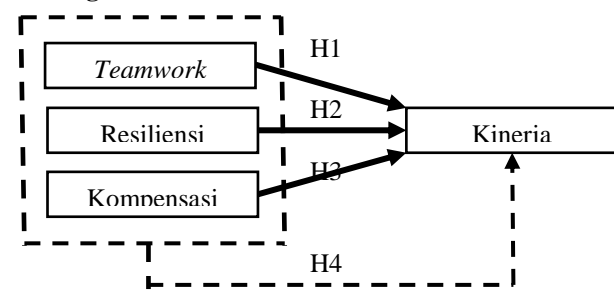 H1
Teamwork
H2
Resiliensi
Kineria
H3
Kompensasi
H4